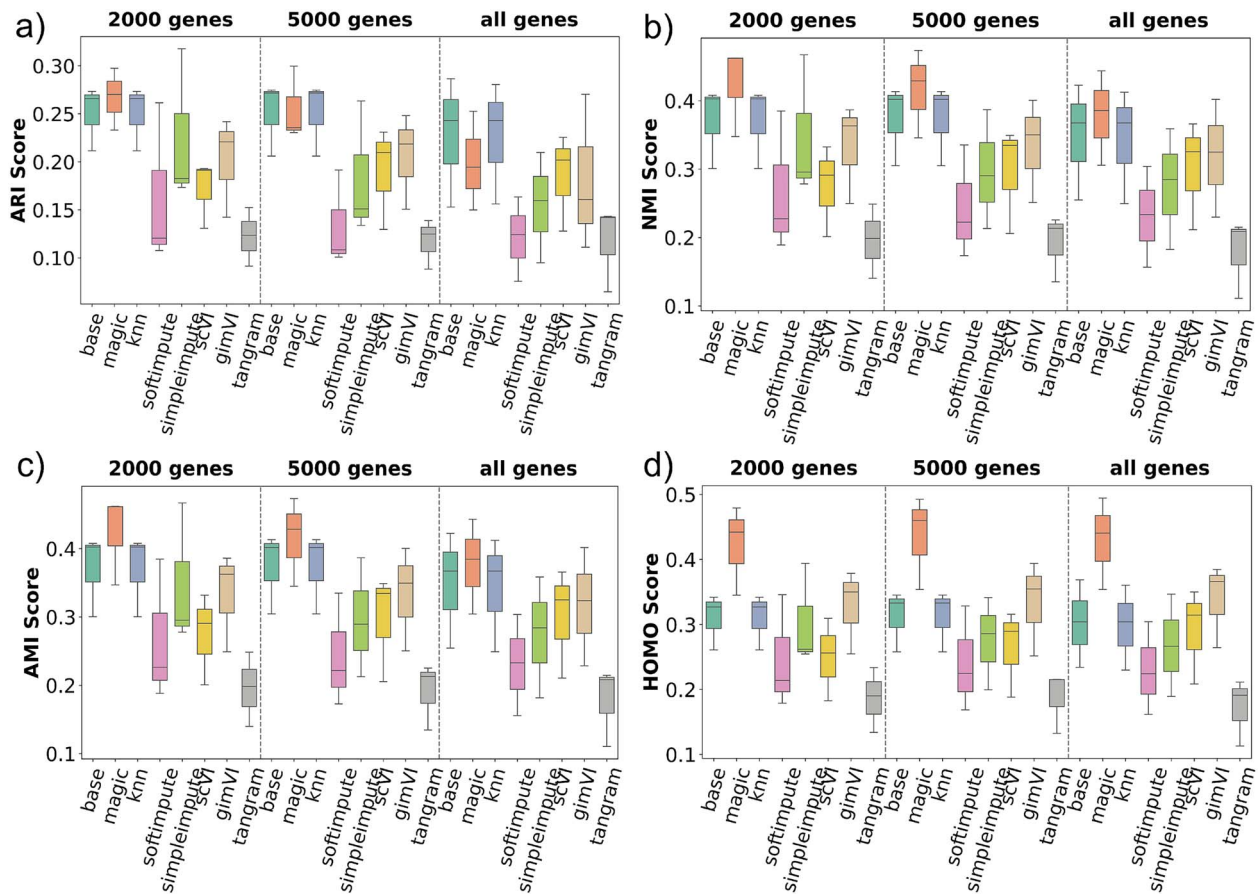 a)
2000 genes 5000 genes all genes
ARI Score
0.30
0.25
0.20
0.15
0.10
base magic knn softimpute simpleimpute scVI gimVI tangram base magic knn softimpute simpleimpute scVI gimVI tangram base magic knn softimpute simpleimpute scVI gimVI tangram
b)
2000 genes 5000 genes all genes
NMI Score
0.4
0.3
0.2
0.1
base magic knn softimpute simpleimpute scVI gimVI tangram base magic knn softimpute simpleimpute scVI gimVI tangram base magic knn softimpute simpleimpute scVI gimVI tangram
c)
2000 genes 5000 genes all genes
AMI Score
0.4
0.3
0.2
0.1
base magic knn softimpute simpleimpute scVI gimVI tangram base magic knn softimpute simpleimpute scVI gimVI tangram base magic knn softimpute simpleimpute scVI gimVI tangram
d)
2000 genes 5000 genes all genes
HOMO Score
0.5
0.4
0.3
0.2
0.1
base magic knn softimpute simpleimpute scVI gimVI tangram base magic knn softimpute simpleimpute scVI gimVI tangram base magic knn softimpute simpleimpute scVI gimVI tangram